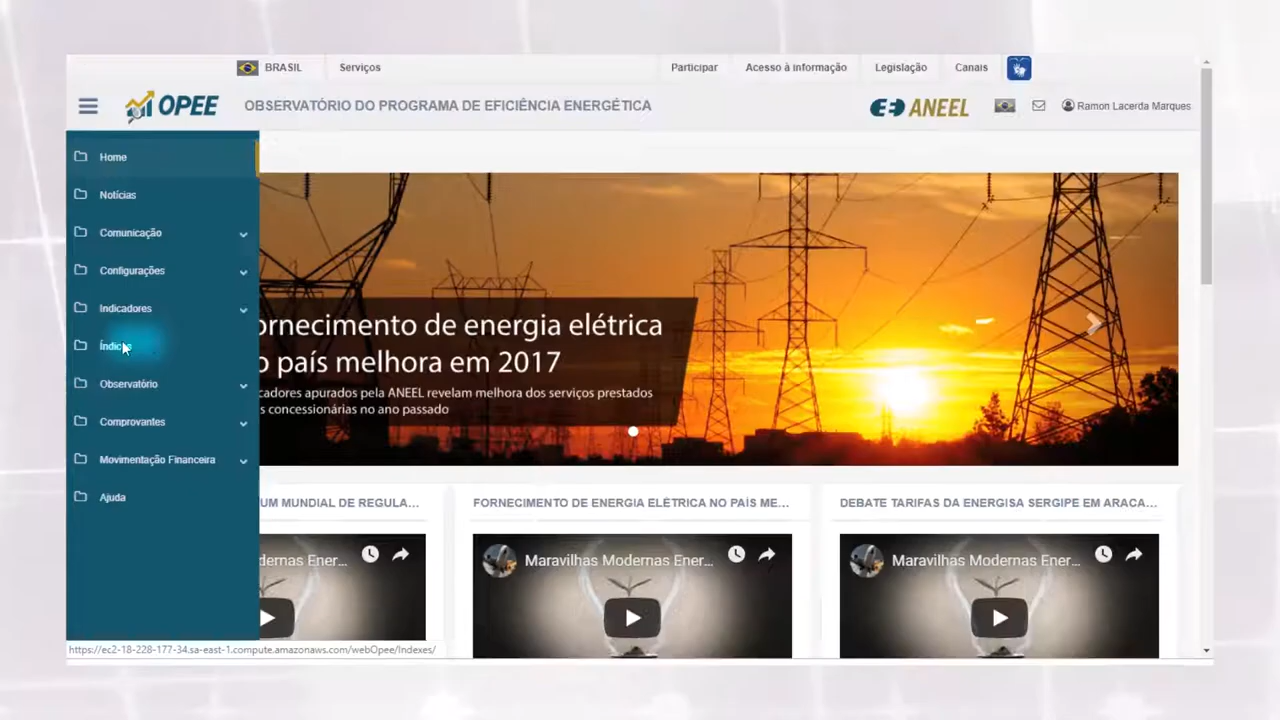 BRASIL Serviços Participar Acesso à informação Legislação Canais
OPEE OBSERVATÓRIO DO PROGRAMA DE EFICIÊNCIA ENERGÉTICA ANEEL Ramon Lacerda Marques
Home
Notícias
Comunicação
Configurações
Indicadores
Observatório
Comprovantes
Movimentação Financeira
Ajuda
ornecimento de energia elétrica
o país melhora em 2017
cadores apurados pela ANEEL revelam melhora dos serviços prestados
s concessionárias no ano passado
UM MUNDIAL DE REGULA... FORNECIMENTO DE ENERGIA ELÉTRICA NO PAÍS ME... DEBATE TARIFAS DA ENERGISA SERGIPE EM ARACA...
dernas Ener... Maravilhas Modernas Ener... Maravilhas Modernas Ener...
https://ec2-18-228-177-34.sa-east-1.compute.amazonaws.com/webOpee/Indexes/